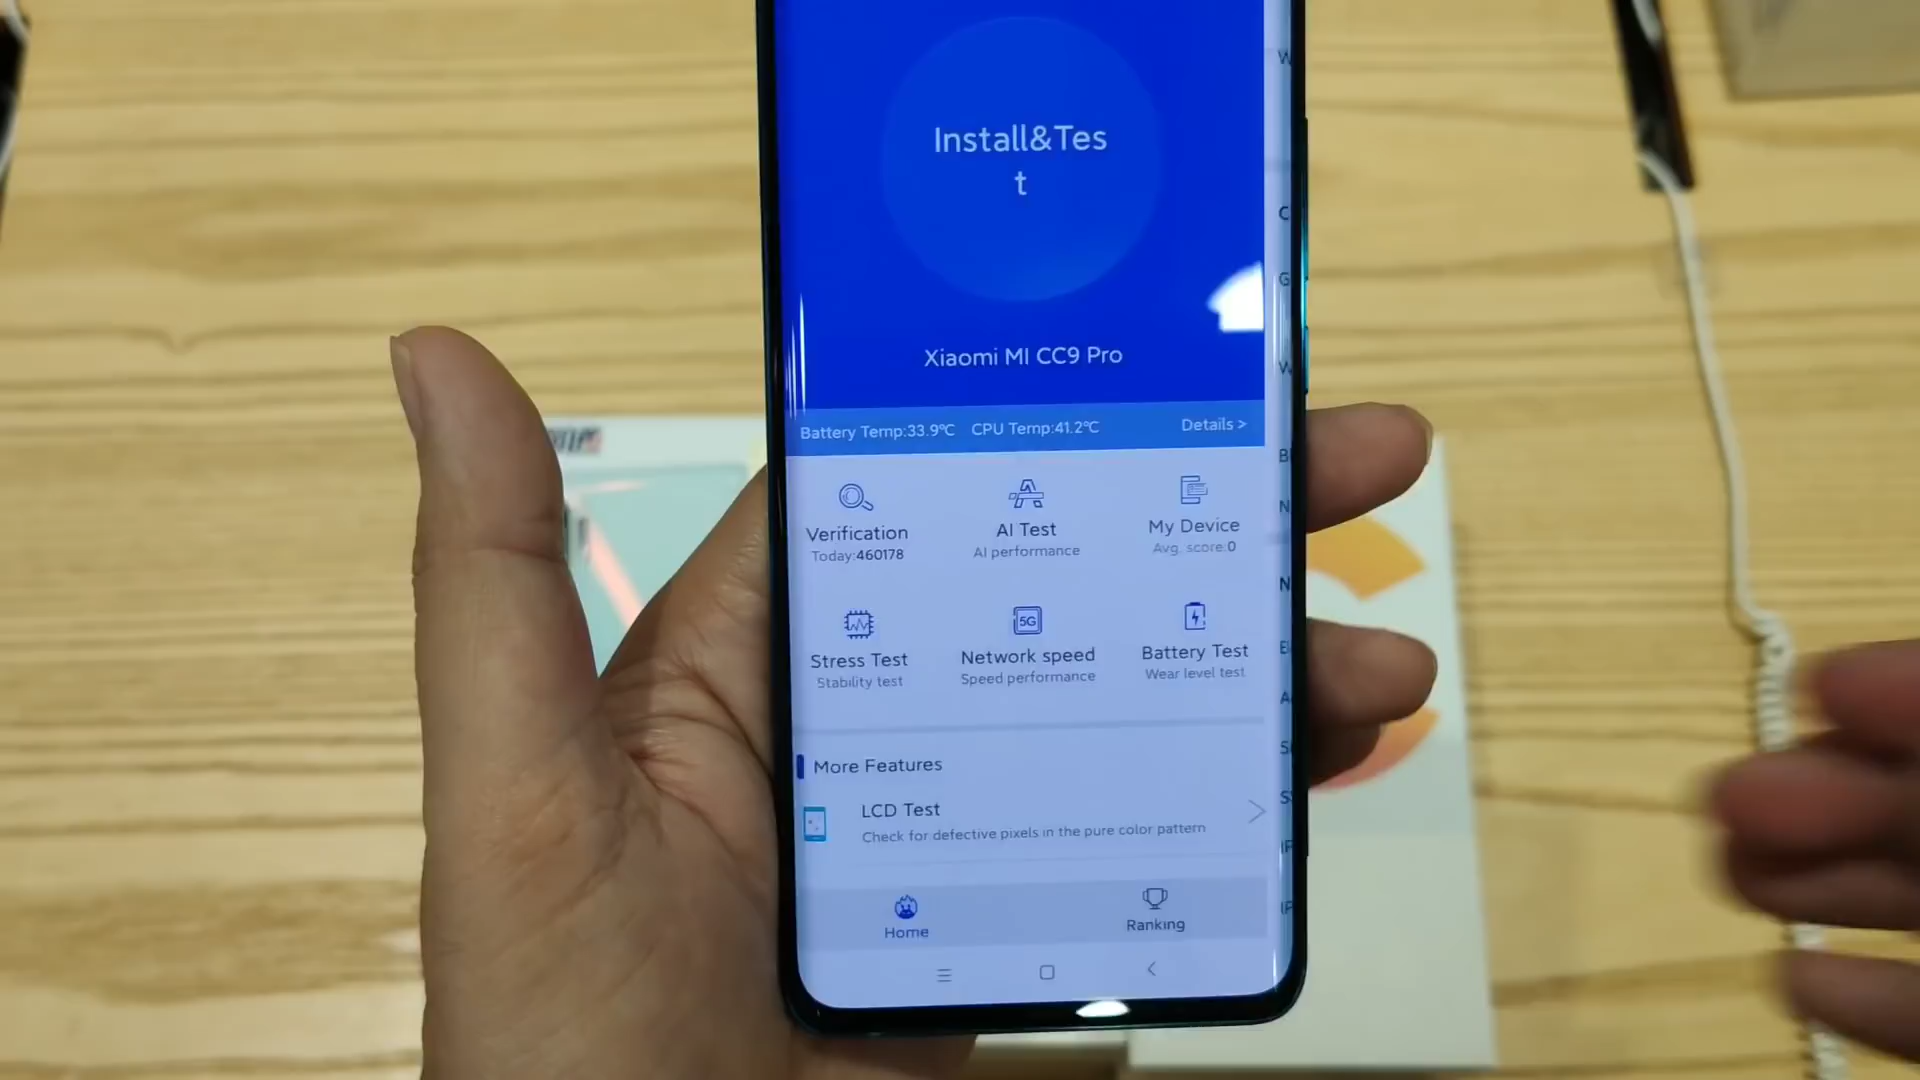 Install&Tes
t
Xiaomi MI CC9 Pro
Battery Temp:33.9℃ CPU Temp:41.2℃ Details >
Verification
Today:460178
AI Test
AI performance
My Device
Avg. score:0
Stress Test
Stability test
5G
Network speed
Speed performance
Battery Test
Wear level test
More Features
LCD Test
Check for defective pixels in the pure color pattern
Home
Ranking